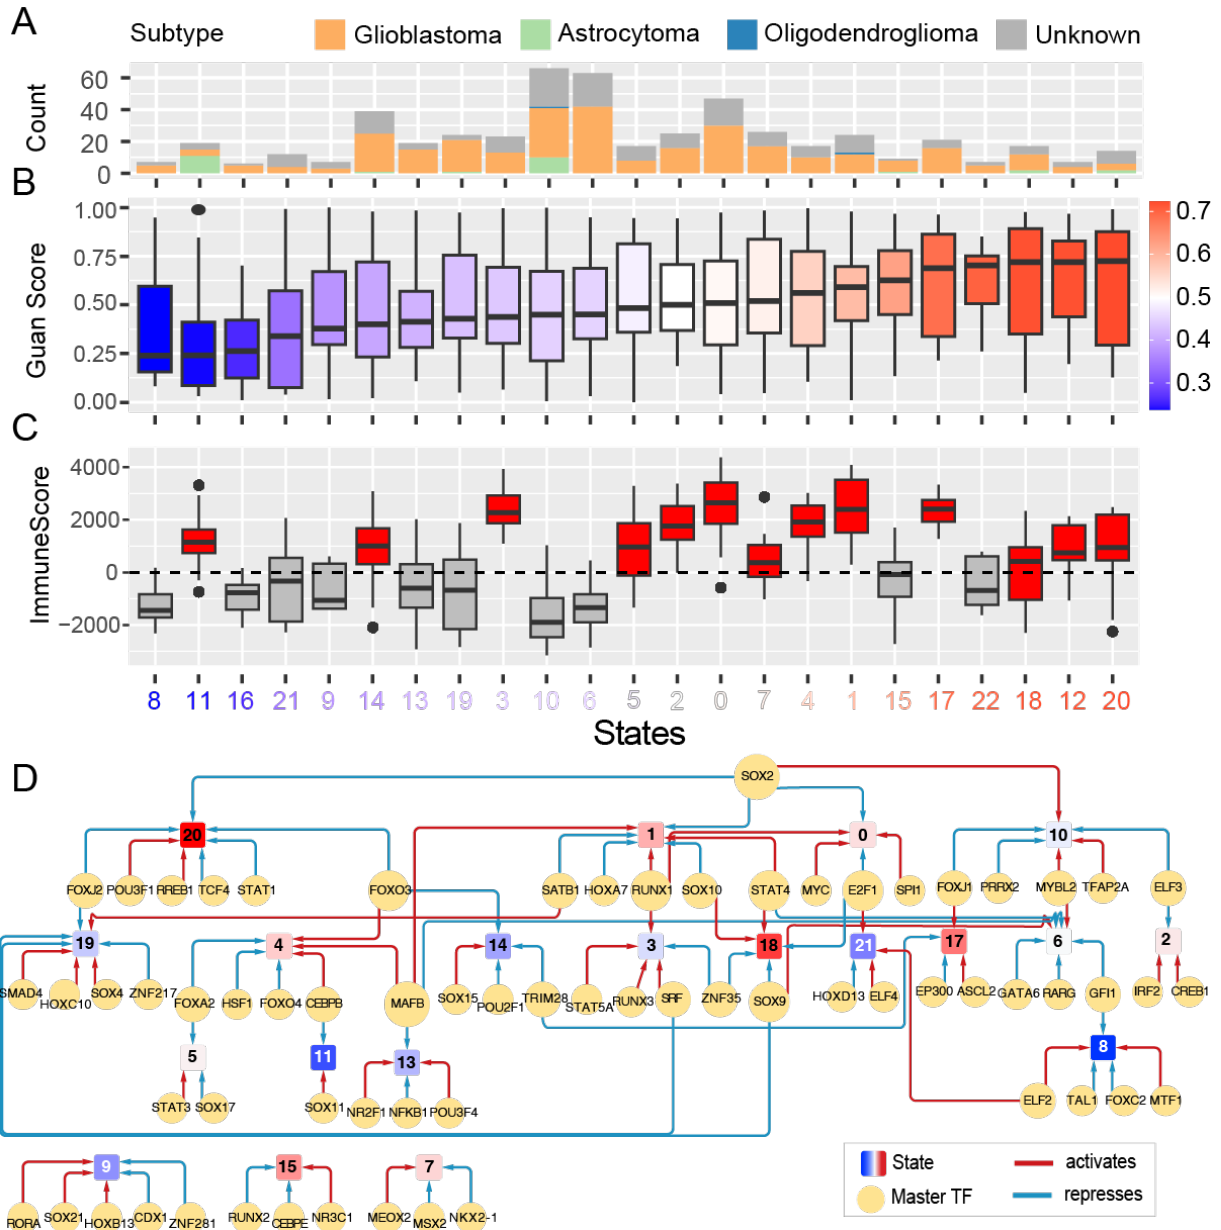 A
Subtype Glioblastoma Astrocytoma Oligodendroglioma Unknown
Count
60
40
20
0
B
Guan Score
1.00
0.75
0.50
0.25
0.00
0.7
0.6
0.5
0.4
0.3
C
ImmuneScore
4000
2000
0
−2000
8 11 16 21 9 14 13 19 3 10 6 5 2 0 7 4 1 15 17 22 18 12 20
States
D
SOX2
20 1 0 10
FOXJ2 POU3F1 RREB1 TCF4 STAT1 FOXO3 SATB1 HOXA7 RUNX1 SOX10 STAT4 MYC E2F1 SPI1 FOXJ1 PRRX2 MYBL2 TFAP2A ELF3
19 4 14 3 18 21 17 6 2
SMAD4 HOXC10 SOX4 ZNF217 FOXA2 HSF1 FOXO4 CEBPB MAFB SOX15 POU2F1 TRIM28 STAT5A RUNX3 SRF ZNF35 SOX9 HOXD13 ELF4 EP300 ASCL2 GATA6 RARG GFI1 IRF2 CREB1
5 11 13 8
STAT3 SOX17 SOX11 NR2F1 NFKB1 POU3F4 ELF2 TAL1 FOXC2 MTF1
9 15 7
RORA SOX21 HOXB13 CDX1 ZNF281 RUNX2 CEBPE NR3C1 MEOX2 MSX2 NKX2-1
State activates
Master TF represses